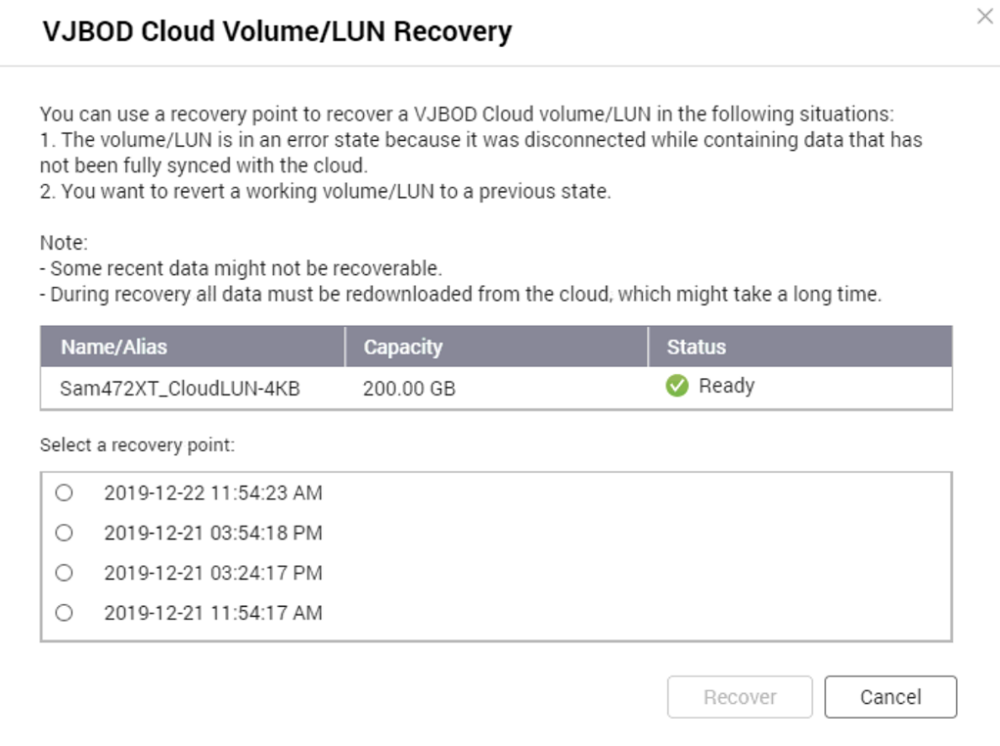 VJBOD Cloud Volume/LUN Recovery
You can use a recovery point to recover a VJBOD Cloud volume/LUN in the following situations:
1. The volume/LUN is in an error state because it was disconnected while containing data that has
not been fully synced with the cloud.
2. You want to revert a working volume/LUN to a previous state.
Note:
- Some recent data might not be recoverable.
- During recovery all data must be redownloaded from the cloud, which might take a long time.
Name/Alias Capacity Status
Sam472XT_CloudLUN-4KB 200.00 GB Ready
Select a recovery point:
2019-12-22 11:54:23 AM
2019-12-21 03:54:18 PM
2019-12-21 03:24:17 PM
2019-12-21 11:54:17 AM
Recover Cancel